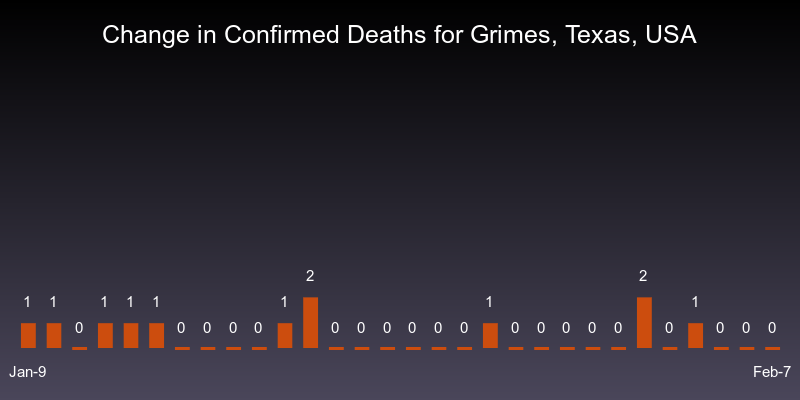 Change in Confirmed Deaths for Grimes, Texas, USA
1 1 0 1 1 1 0 0 0 0 1 2 0 0 0 0 0 0 1 0 0 0 0 0 2 0 1 0 0 0
Jan-9 Feb-7